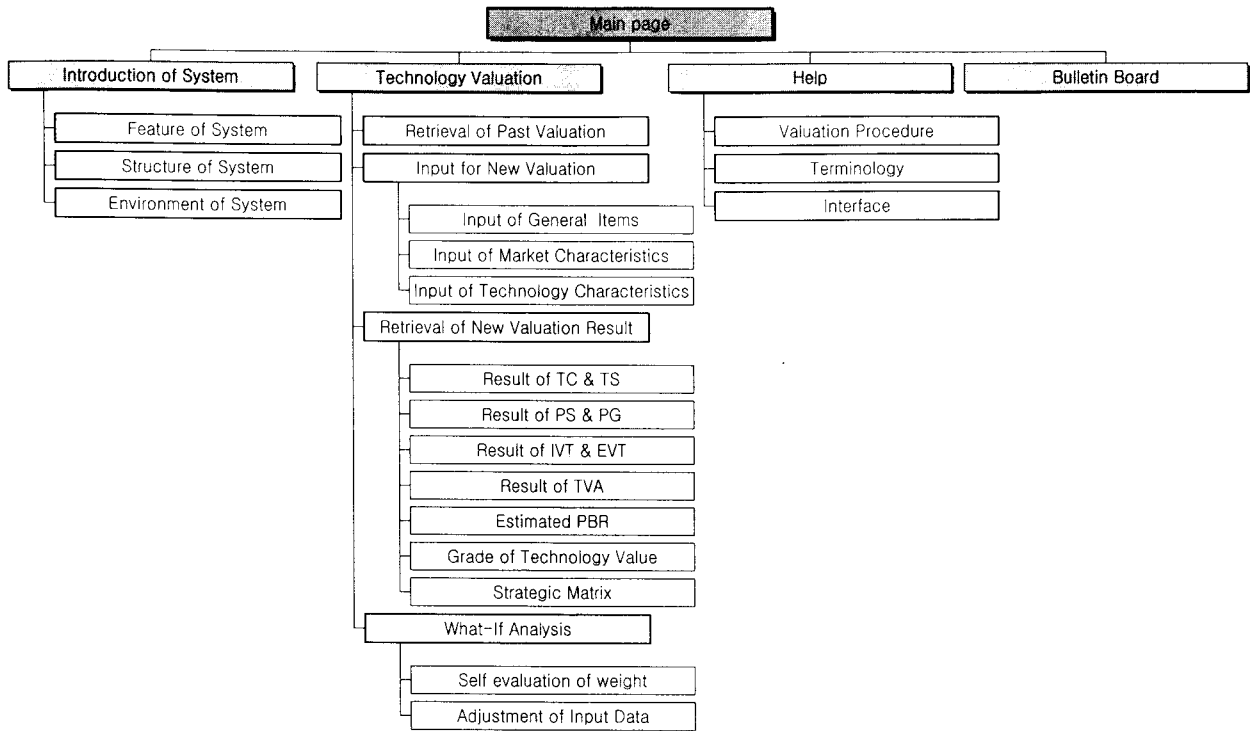 Main page
Introduction of System
Technology Valuation
Help
Bulletin Board
Feature of System
Structure of System
Environment of System
Retrieval of Past Valuation
Input for New Valuation
Input of General Items
Input of Market Characteristics
Input of Technology Characteristics
Retrieval of New Valuation Result
Result of TC & TS
Result of PS & PG
Result of IVT & EVT
Result of TVA
Estimated PBR
Grade of Technology Value
Strategic Matrix
What-If Analysis
Self evaluation of weight
Adjustment of Input Data
Valuation Procedure
Terminology
Interface